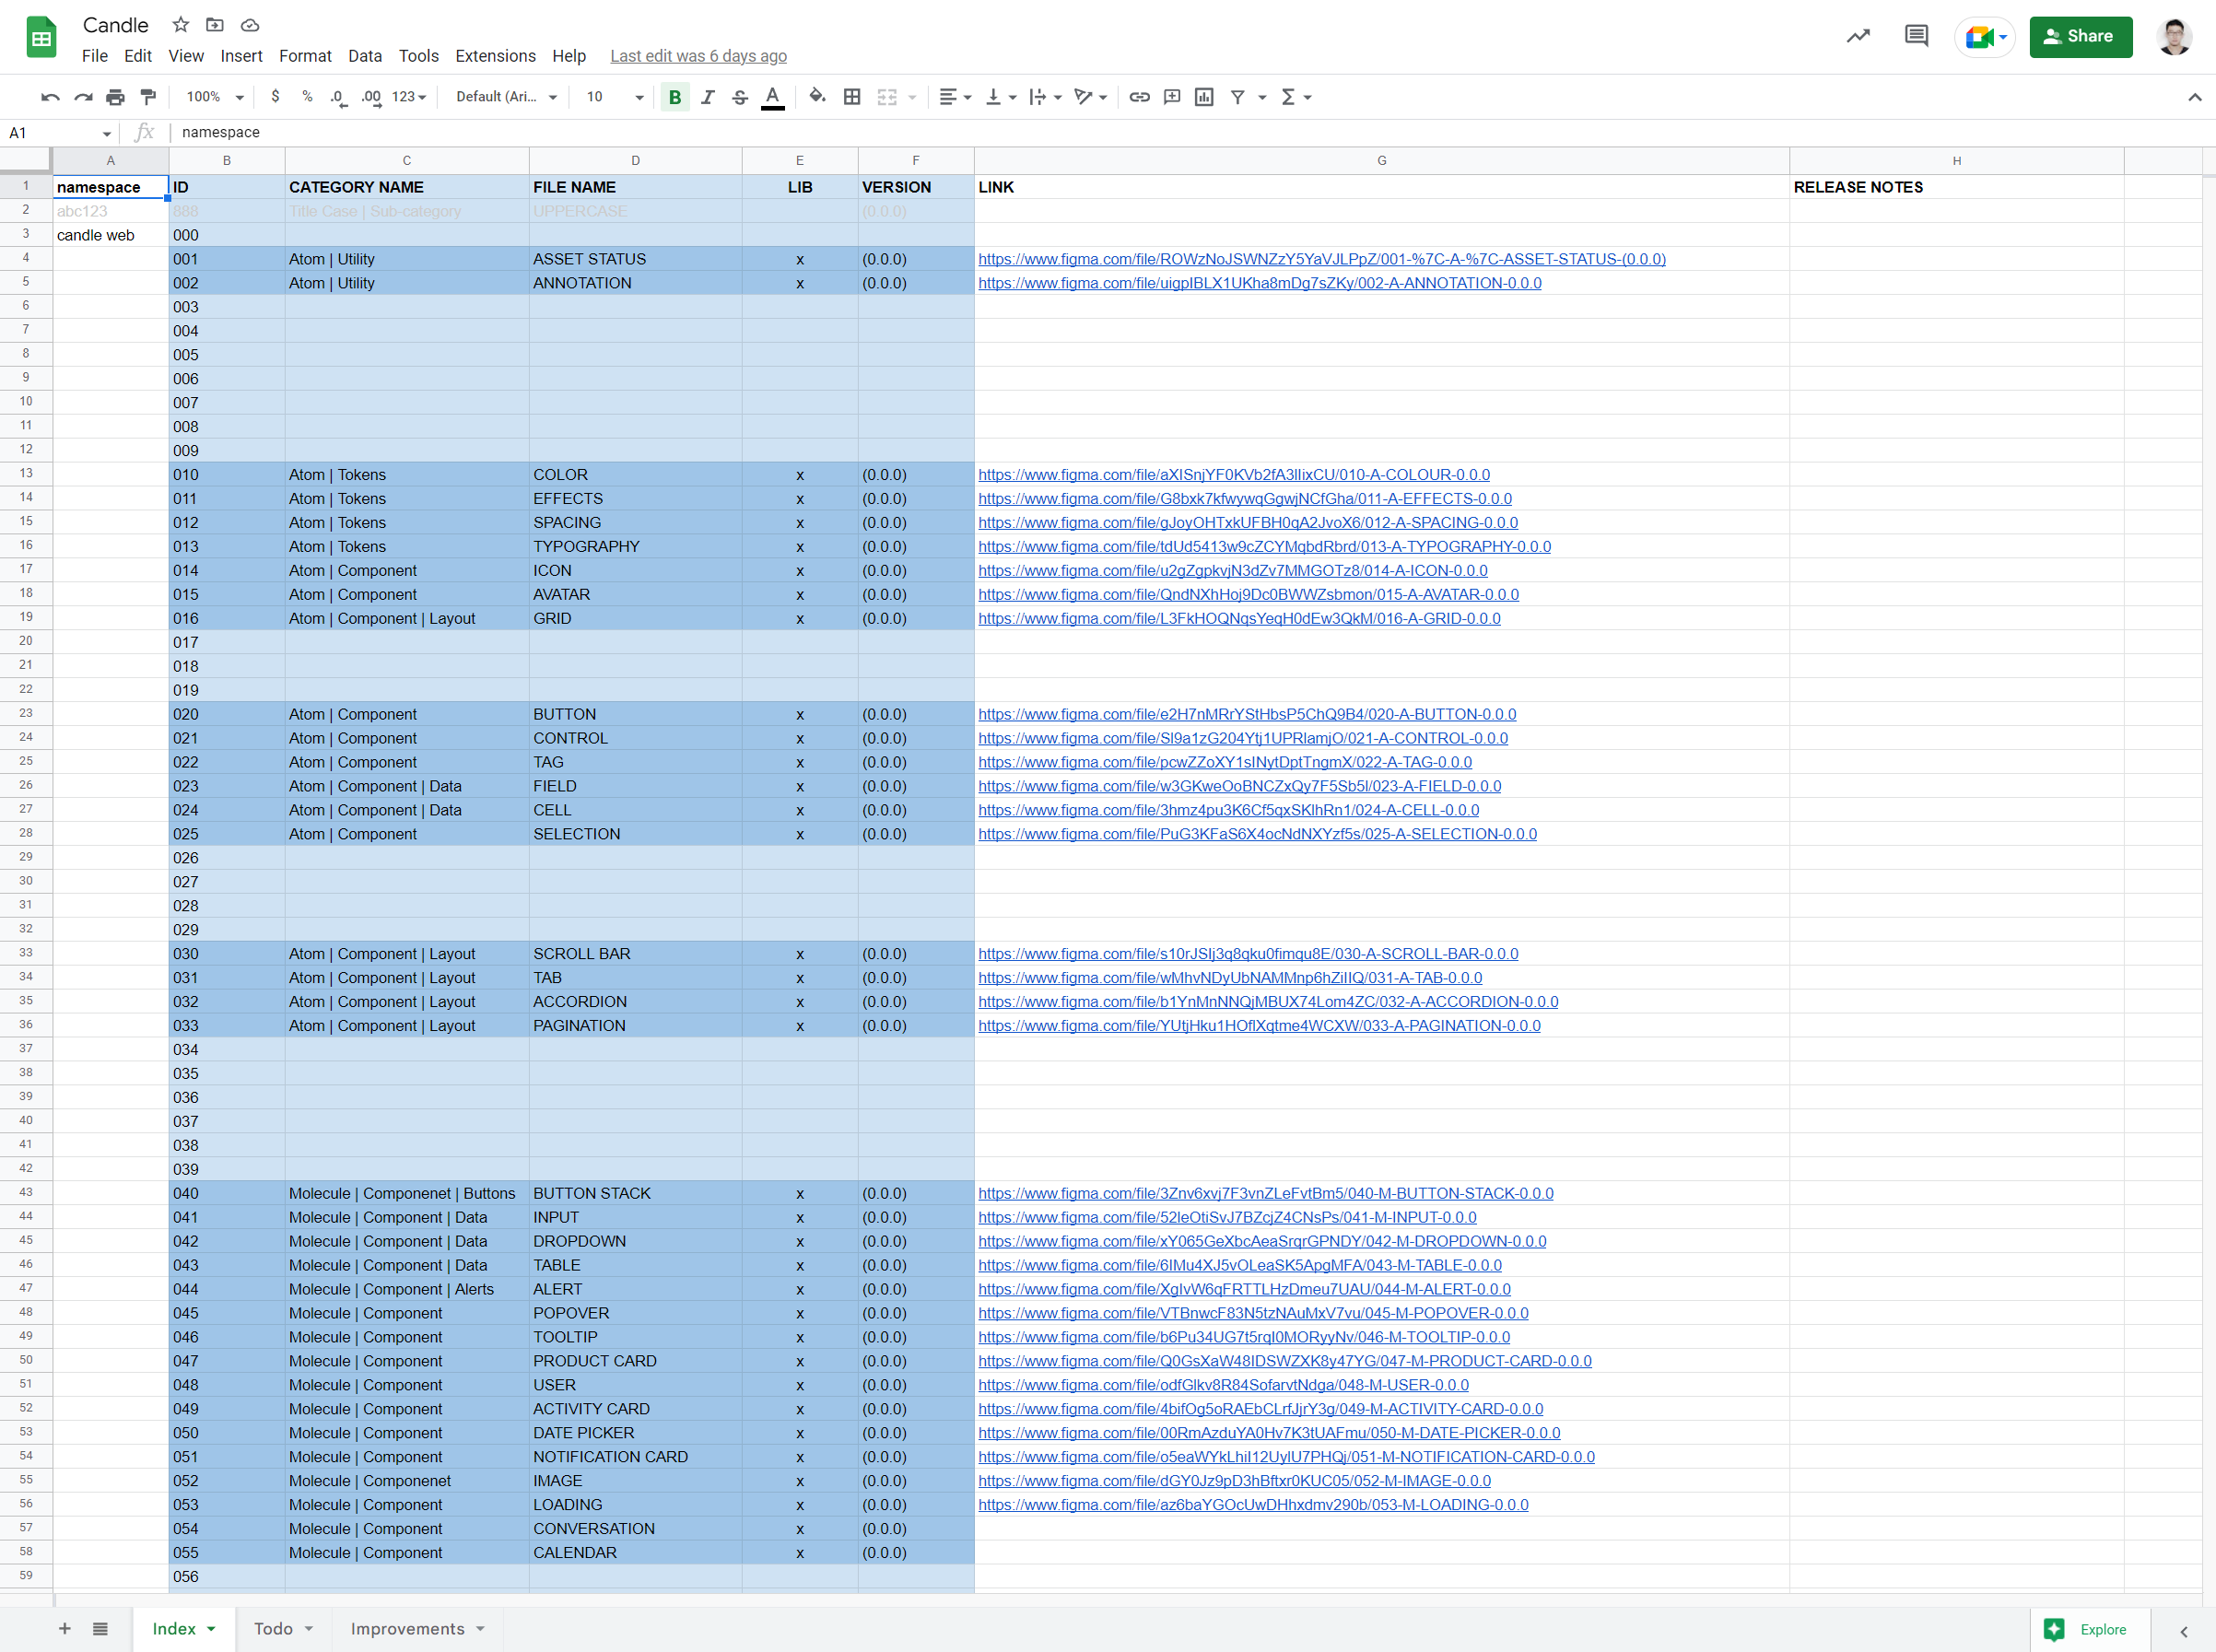 Candle
File Edit View Insert Format Data Tools Extensions Help Last edit was 6 days ago
Share
100% $ % .0 .00 123 Default (Ari... 10 B I S A
A1 fx namespace
A B C D E F G H
1 namespace ID CATEGORY NAME FILE NAME LIB VERSION LINK RELEASE NOTES
2 abc123 888 Title Case | Sub-category UPPERCASE (0.0.0)
3 candle web 000
4 001 Atom | Utility ASSET STATUS x (0.0.0) https://www.figma.com/file/ROWzNoJSWNZzY5YaVJLPpZ/001-%7C-A-%7C-ASSET-STATUS-(0.0.0)
5 002 Atom | Utility ANNOTATION x (0.0.0) https://www.figma.com/file/uigpIBLX1UKha8mDg7sZKy/002-A-ANNOTATION-0.0.0
6 003
7 004
8 005
9 006
10 007
11 008
12 009
13 010 Atom | Tokens COLOR x (0.0.0) https://www.figma.com/file/aXISnjYF0KVb2fA3lIixCU/010-A-COLOUR-0.0.0
14 011 Atom | Tokens EFFECTS x (0.0.0) https://www.figma.com/file/G8bxk7kfwywqGgwjNCfGha/011-A-EFFECTS-0.0.0
15 012 Atom | Tokens SPACING x (0.0.0) https://www.figma.com/file/gJoyOHTxkUFBH0qA2JvoX6/012-A-SPACING-0.0.0
16 013 Atom | Tokens TYPOGRAPHY x (0.0.0) https://www.figma.com/file/tdUd5413w9cZCYMqbdRbrd/013-A-TYPOGRAPHY-0.0.0
17 014 Atom | Component ICON x (0.0.0) https://www.figma.com/file/u2gZgpkvjN3dZv7MMGOTz8/014-A-ICON-0.0.0
18 015 Atom | Component AVATAR x (0.0.0) https://www.figma.com/file/QndNXhHoj9Dc0BWWZsbmon/015-A-AVATAR-0.0.0
19 016 Atom | Component | Layout GRID x (0.0.0) https://www.figma.com/file/L3FkHOQNqsYeqH0dEw3QkM/016-A-GRID-0.0.0
20 017
21 018
22 019
23 020 Atom | Component BUTTON x (0.0.0) https://www.figma.com/file/e2H7nMRrYStHbsP5ChQ9B4/020-A-BUTTON-0.0.0
24 021 Atom | Component CONTROL x (0.0.0) https://www.figma.com/file/Sl9a1zG204Ytj1UPRlamjO/021-A-CONTROL-0.0.0
25 022 Atom | Component TAG x (0.0.0) https://www.figma.com/file/pcwZZoXY1sINytDptTngmX/022-A-TAG-0.0.0
26 023 Atom | Component | Data FIELD x (0.0.0) https://www.figma.com/file/w3GKweOoBNCZxQy7F5Sb5l/023-A-FIELD-0.0.0
27 024 Atom | Component | Data CELL x (0.0.0) https://www.figma.com/file/3hmz4pu3K6Cf5qxSKlhRn1/024-A-CELL-0.0.0
28 025 Atom | Component SELECTION x (0.0.0) https://www.figma.com/file/PuG3KFaS6X4ocNdNXYzf5s/025-A-SELECTION-0.0.0
29 026
30 027
31 028
32 029
33 030 Atom | Component | Layout SCROLL BAR x (0.0.0) https://www.figma.com/file/s10rJSIj3q8qku0fimqu8E/030-A-SCROLL-BAR-0.0.0
34 031 Atom | Component | Layout TAB x (0.0.0) https://www.figma.com/file/wMhvNDyUbNAMMnp6hZiIIQ/031-A-TAB-0.0.0
35 032 Atom | Component | Layout ACCORDION x (0.0.0) https://www.figma.com/file/b1YnMnNNQjMBUX74Lom4ZC/032-A-ACCORDION-0.0.0
36 033 Atom | Component | Layout PAGINATION x (0.0.0) https://www.figma.com/file/YUtjHku1HOflXqtme4WCXW/033-A-PAGINATION-0.0.0
37 034
38 035
39 036
40 037
41 038
42 039
43 040 Molecule | Componenet | Buttons BUTTON STACK x (0.0.0) https://www.figma.com/file/3Znv6xvj7F3vnZLeFvtBm5/040-M-BUTTON-STACK-0.0.0
44 041 Molecule | Component | Data INPUT x (0.0.0) https://www.figma.com/file/52IeOtiSvJ7BZcjZ4CNsPs/041-M-INPUT-0.0.0
45 042 Molecule | Component | Data DROPDOWN x (0.0.0) https://www.figma.com/file/xY065GeXbcAeaSrqrGPNDY/042-M-DROPDOWN-0.0.0
46 043 Molecule | Component | Data TABLE x (0.0.0) https://www.figma.com/file/6IMu4XJ5vOLeaSK5ApgMFA/043-M-TABLE-0.0.0
47 044 Molecule | Component | Alerts ALERT x (0.0.0) https://www.figma.com/file/XgIvW6qFRTTLHzDmeu7UAU/044-M-ALERT-0.0.0
48 045 Molecule | Component POPOVER x (0.0.0) https://www.figma.com/file/VTBnwcF83N5tzNAuMxV7vu/045-M-POPOVER-0.0.0
49 046 Molecule | Component TOOLTIP x (0.0.0) https://www.figma.com/file/b6Pu34UG7t5rqI0MORyyNv/046-M-TOOLTIP-0.0.0
50 047 Molecule | Component PRODUCT CARD x (0.0.0) https://www.figma.com/file/Q0GsXaW48IDSWZXK8y47YG/047-M-PRODUCT-CARD-0.0.0
51 048 Molecule | Component USER x (0.0.0) https://www.figma.com/file/odfGlkv8R84SofarvtNdga/048-M-USER-0.0.0
52 049 Molecule | Component ACTIVITY CARD x (0.0.0) https://www.figma.com/file/4bifOg5oRAEbCLrfJjrY3g/049-M-ACTIVITY-CARD-0.0.0
53 050 Molecule | Component DATE PICKER x (0.0.0) https://www.figma.com/file/00RmAzduYA0Hv7K3tUAFmu/050-M-DATE-PICKER-0.0.0
54 051 Molecule | Component NOTIFICATION CARD x (0.0.0) https://www.figma.com/file/o5eaWYkLhiI12UylU7PHQj/051-M-NOTIFICATION-CARD-0.0.0
55 052 Molecule | Componenet IMAGE x (0.0.0) https://www.figma.com/file/dGY0Jz9pD3hBftxr0KUC05/052-M-IMAGE-0.0.0
56 053 Molecule | Component LOADING x (0.0.0) https://www.figma.com/file/az6baYGOcUwDHhxdmv290b/053-M-LOADING-0.0.0
57 054 Molecule | Component CONVERSATION x (0.0.0)
58 055 Molecule | Component CALENDAR x (0.0.0)
59 056
Index Todo Improvements Explore